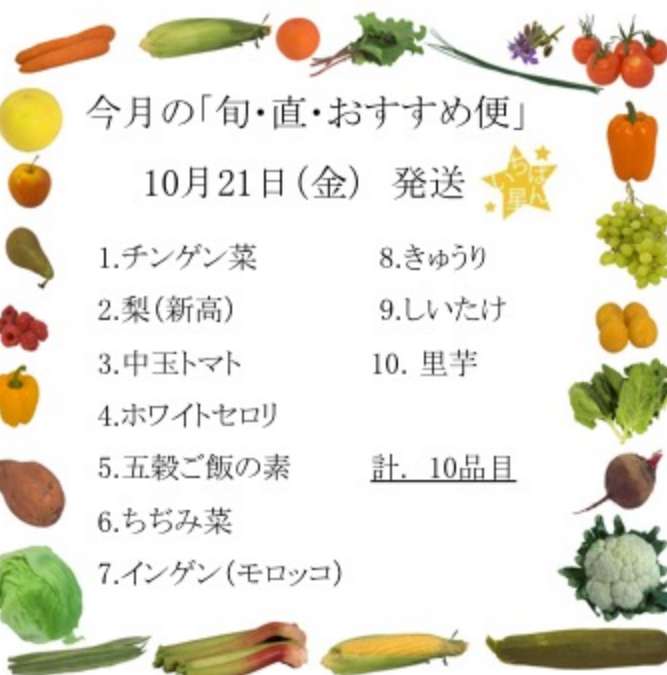 今月の「旬・直・おすすめ便」
10月21日(金) 発送
いちばん星
1.チンゲン菜
2.梨(新高)
3.中玉トマト
4.ホワイトセロリ
5.五穀ご飯の素
6.ちぢみ菜
7.インゲン(モロッコ)
8.きゅうり
9.しいたけ
10. 里芋
計. 10品目